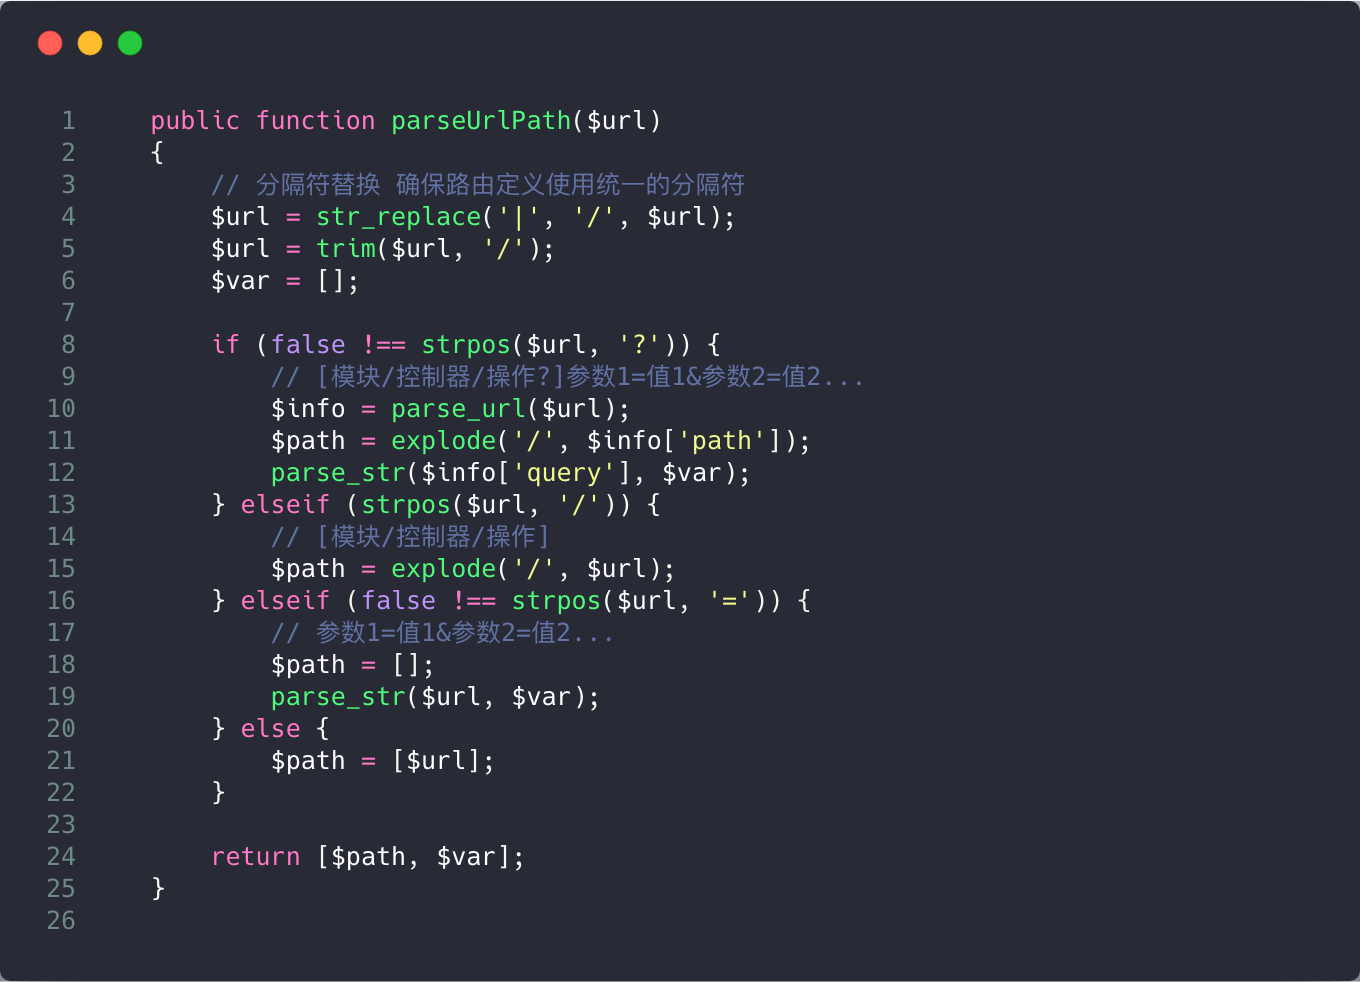 1 public function parseUrlPath($url)
2 {
3 // 分隔符替换 确保路由定义使用统一的分隔符
4 $url = str_replace('|', '/', $url);
5 $url = trim($url, '/');
6 $var = [];
7
8 if (false !== strpos($url, '?')) {
9 // [模块/控制器/操作?]参数1=值1&参数2=值2...
10 $info = parse_url($url);
11 $path = explode('/', $info['path']);
12 parse_str($info['query'], $var);
13 } elseif (strpos($url, '/')) {
14 // [模块/控制器/操作]
15 $path = explode('/', $url);
16 } elseif (false !== strpos($url, '=')) {
17 // 参数1=值1&参数2=值2...
18 $path = [];
19 parse_str($url, $var);
20 } else {
21 $path = [$url];
22 }
23
24 return [$path, $var];
25 }
26